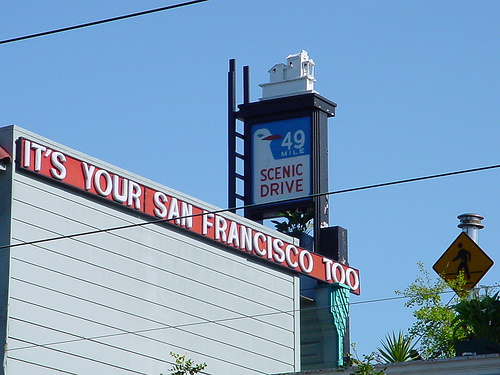 49
MILE
SCENIC
DRIVE
IT'S YOUR SAN FRANCISCO TOO